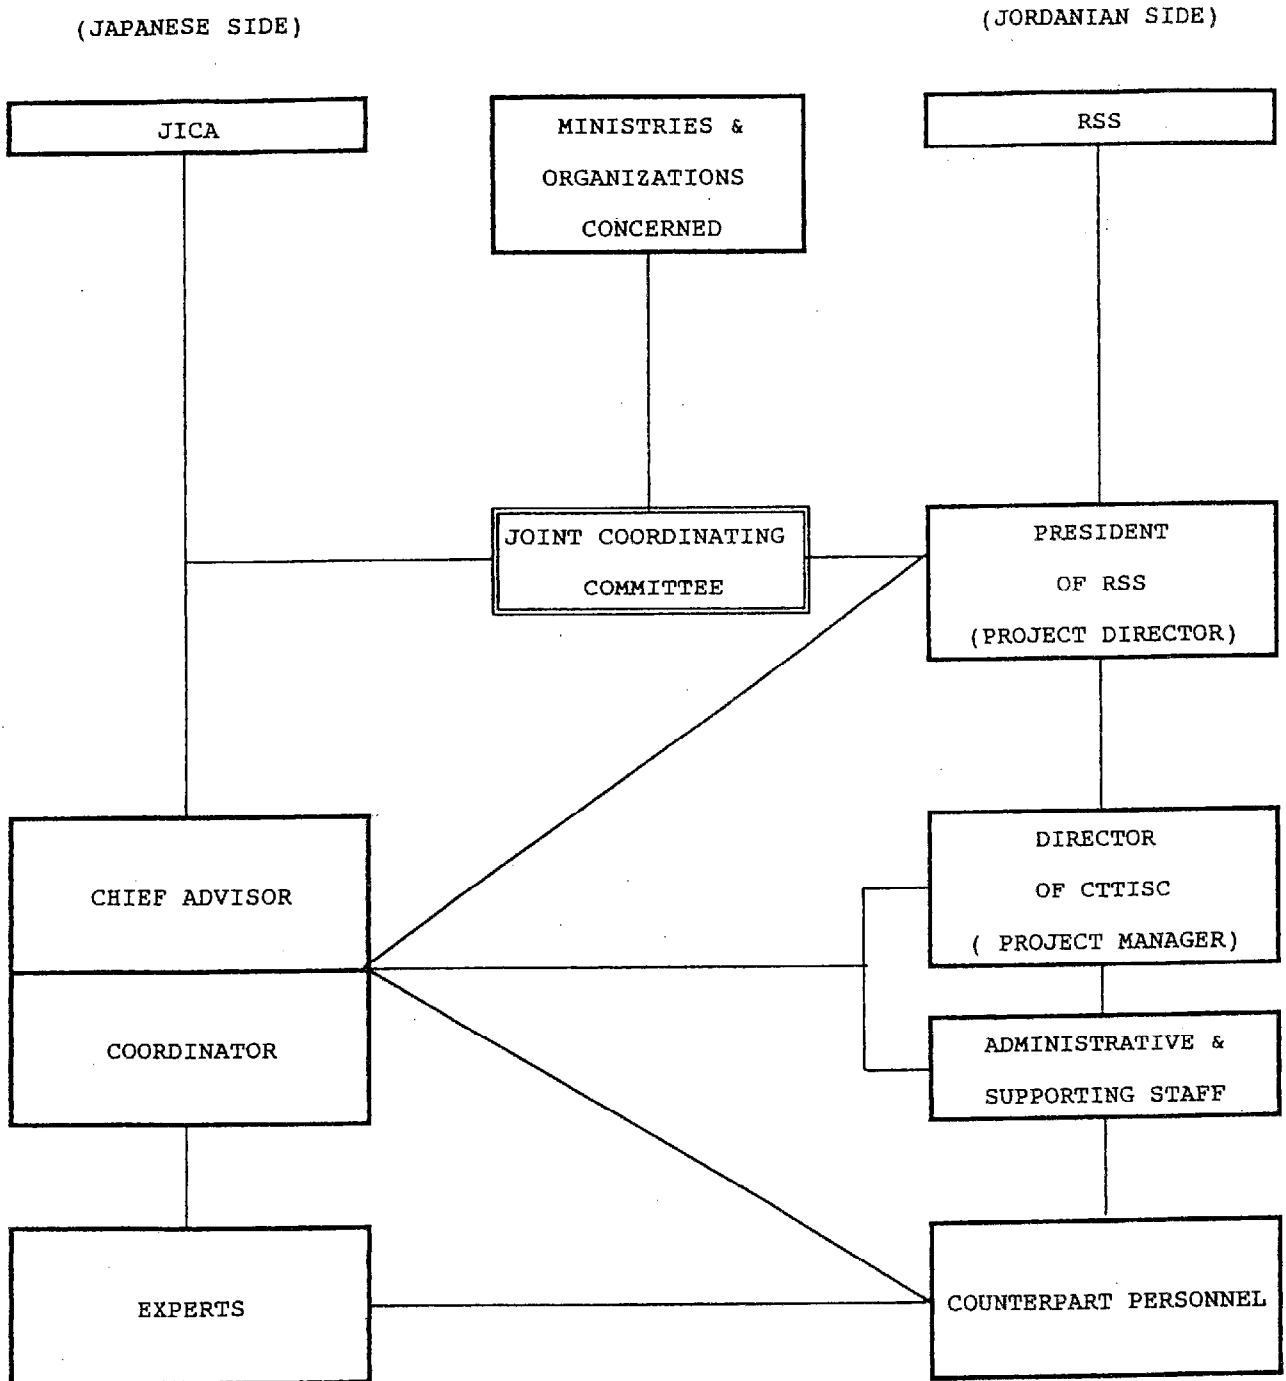 (JAPANESE SIDE)
(JORDANIAN SIDE)
JICA
MINISTRIES &
ORGANIZATIONS
CONCERNED
RSS
JOINT COORDINATING
COMMITTEE
PRESIDENT
OF RSS
(PROJECT DIRECTOR)
CHIEF ADVISOR
COORDINATOR
DIRECTOR
OF CTTISC
( PROJECT MANAGER)
ADMINISTRATIVE &
SUPPORTING STAFF
EXPERTS
COUNTERPART PERSONNEL